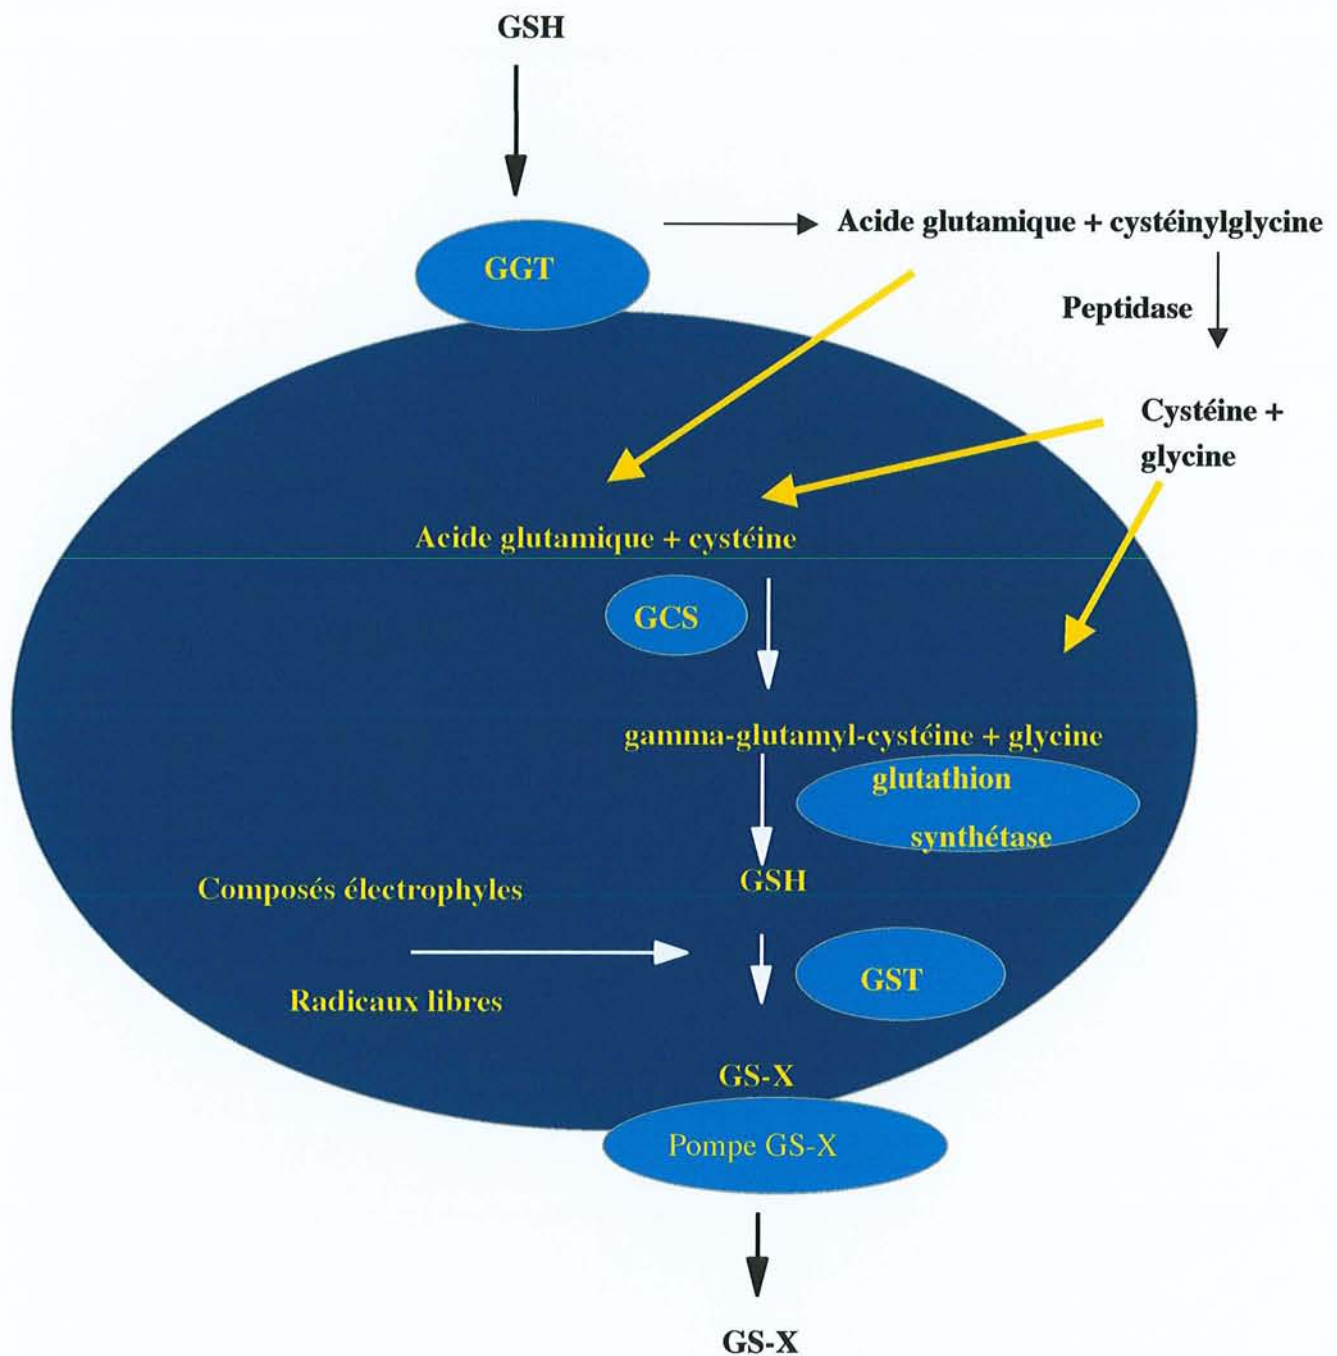 GSH
GGT
Acide glutamique + cystéinylglycine
Peptidase
Cystéine +
glycine
Acide glutamique + cystéine
GCS
gamma-glutamyl-cystéine + glycine
glutathion
synthétase
GSH
Composés électrophyles
Radicaux libres
GST
GS-X
Pompe GS-X
GS-X